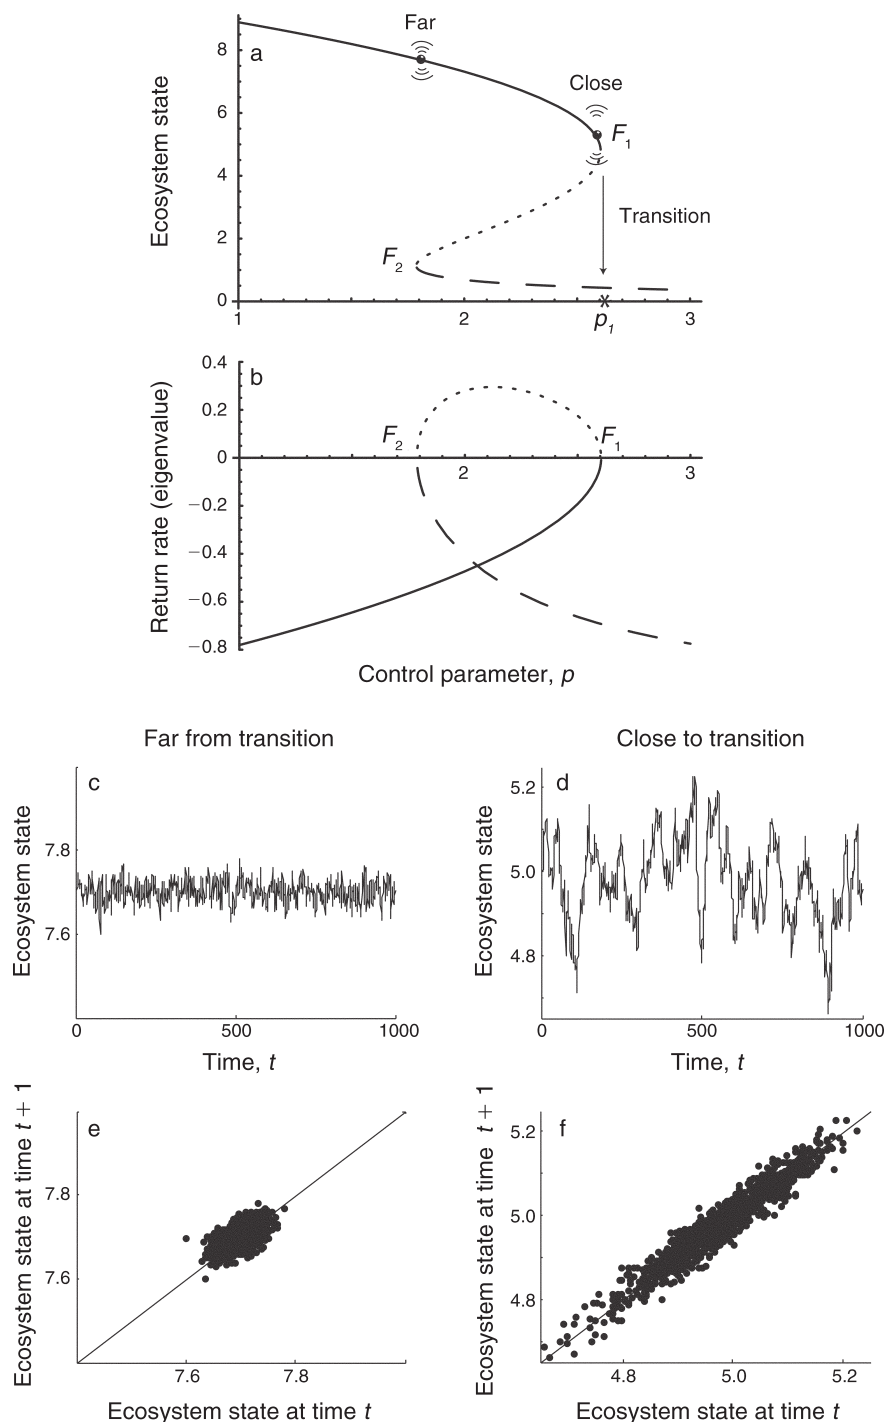 Far
a
Close
F1
Transition
F2
p1
Ecosystem state
8
6
4
2
0
1
2
3
b
F2
F1
Return rate (eigenvalue)
0.4
0.2
0
−0.2
−0.4
−0.6
−0.8
2
3
Control parameter, p
Far from transition
Close to transition
c
Ecosystem state
7.8
7.6
0
500
1000
Time, t
d
Ecosystem state
5.2
5.0
4.8
0
500
1000
Time, t
e
Ecosystem state at time t + 1
7.8
7.6
7.6
7.8
Ecosystem state at time t
f
Ecosystem state at time t + 1
5.2
5.0
4.8
4.8
5.0
5.2
Ecosystem state at time t